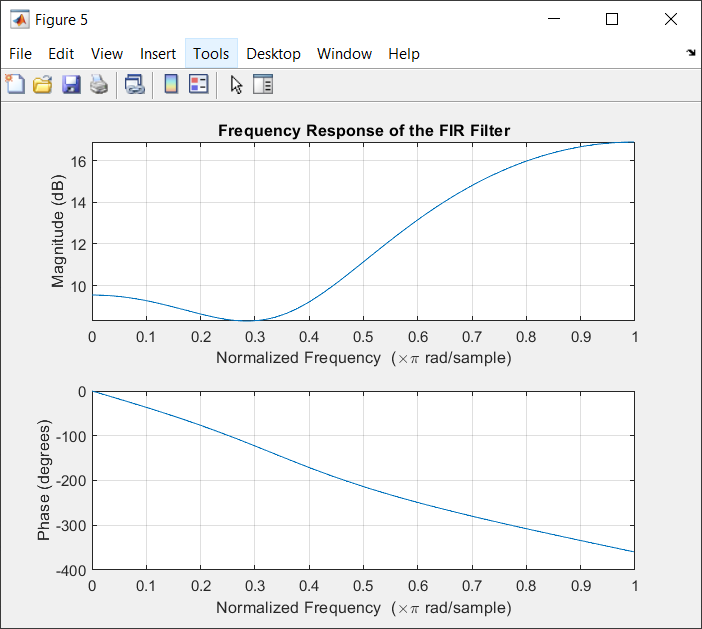 Figure 5
File Edit View Insert Tools Desktop Window Help
Frequency Response of the FIR Filter
Magnitude (dB)
16
14
12
10
0 0.1 0.2 0.3 0.4 0.5 0.6 0.7 0.8 0.9 1
Normalized Frequency (×π rad/sample)
Phase (degrees)
0
-100
-200
-300
-400
0 0.1 0.2 0.3 0.4 0.5 0.6 0.7 0.8 0.9 1
Normalized Frequency (×π rad/sample)